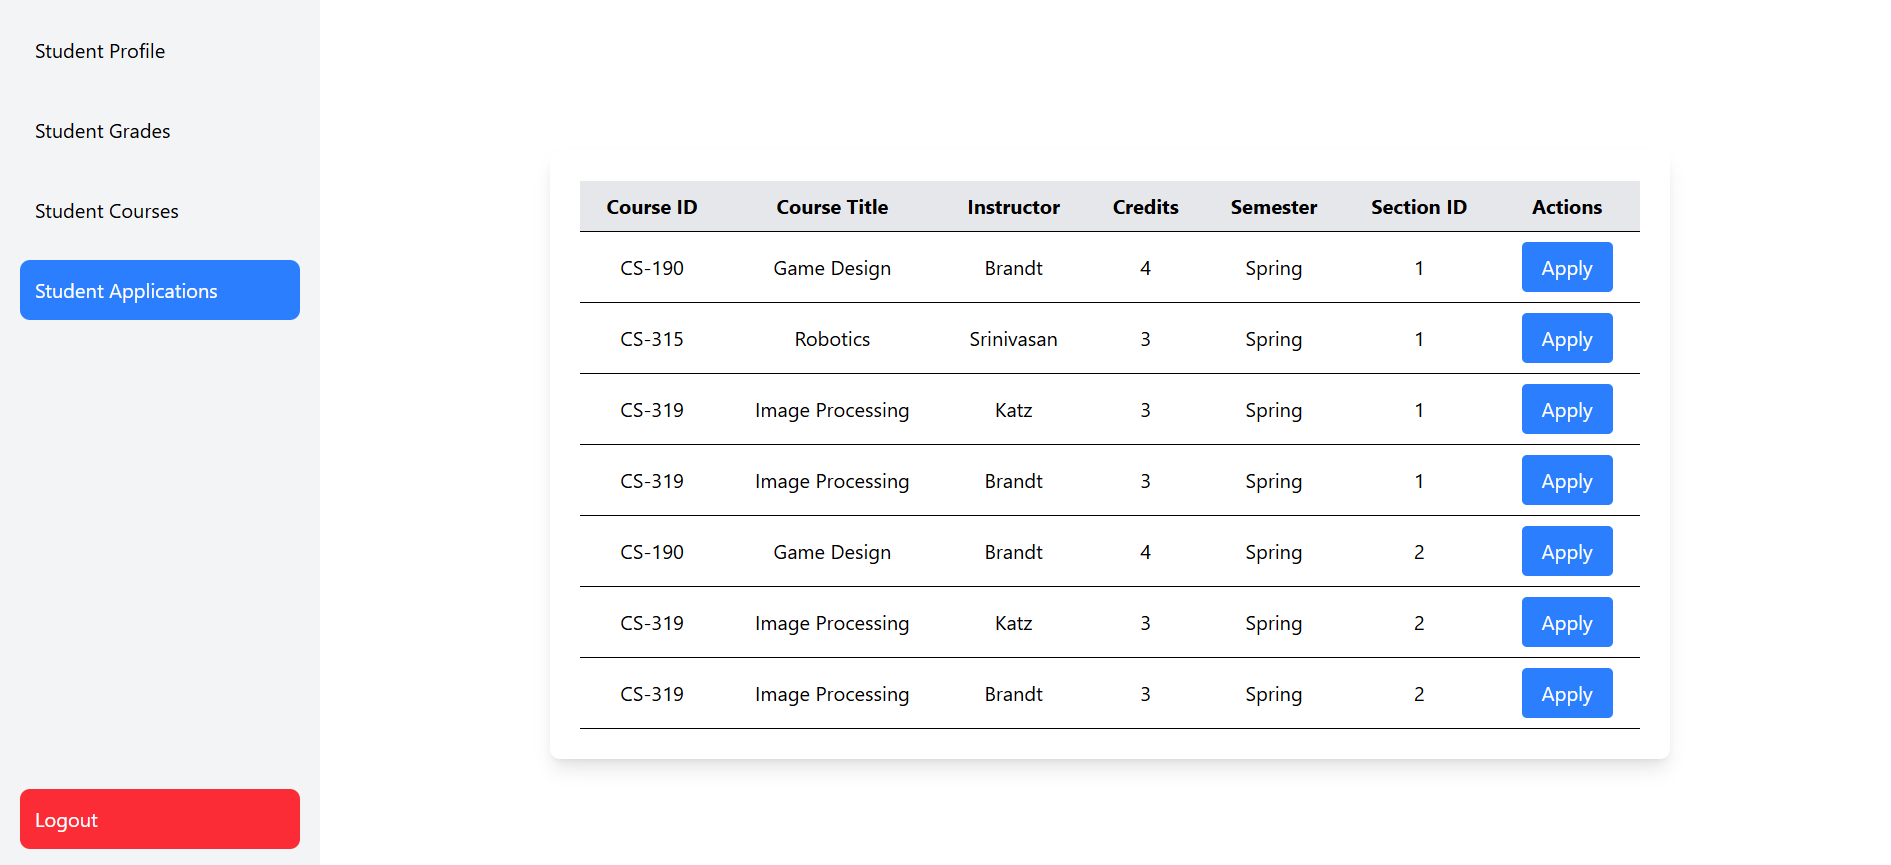 Student Profile
Student Grades
Student Courses
Student Applications
Logout
Course ID Course Title Instructor Credits Semester Section ID Actions
CS-190 Game Design Brandt 4 Spring 1 Apply
CS-315 Robotics Srinivasan 3 Spring 1 Apply
CS-319 Image Processing Katz 3 Spring 1 Apply
CS-319 Image Processing Brandt 3 Spring 1 Apply
CS-190 Game Design Brandt 4 Spring 2 Apply
CS-319 Image Processing Katz 3 Spring 2 Apply
CS-319 Image Processing Brandt 3 Spring 2 Apply